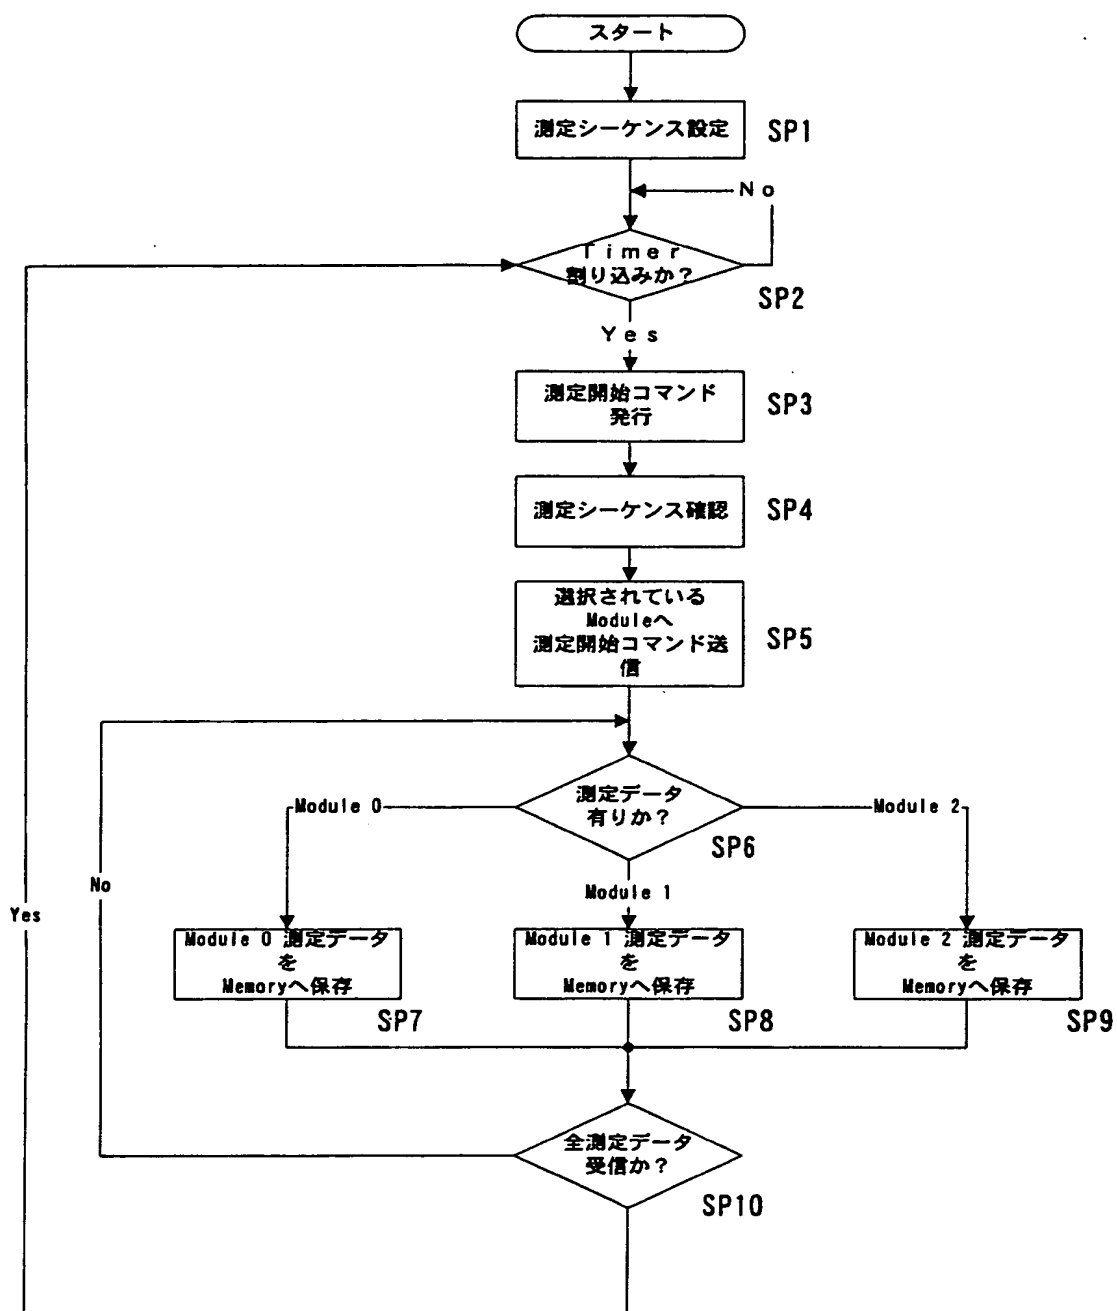 スタート
測定シーケンス設定
SP1
No
Timer
割り込みか?
SP2
Yes
測定開始コマンド
発行
SP3
測定シーケンス確認
SP4
選択されている
Moduleへ
測定開始コマンド送
信
SP5
測定データ
有りか?
SP6
Module 0
Module 1
Module 2
No
Yes
Module 0 測定データ
を
Memoryへ保存
SP7
Module 1 測定データ
を
Memoryへ保存
SP8
Module 2 測定データ
を
Memoryへ保存
SP9
全測定データ
受信か?
SP10